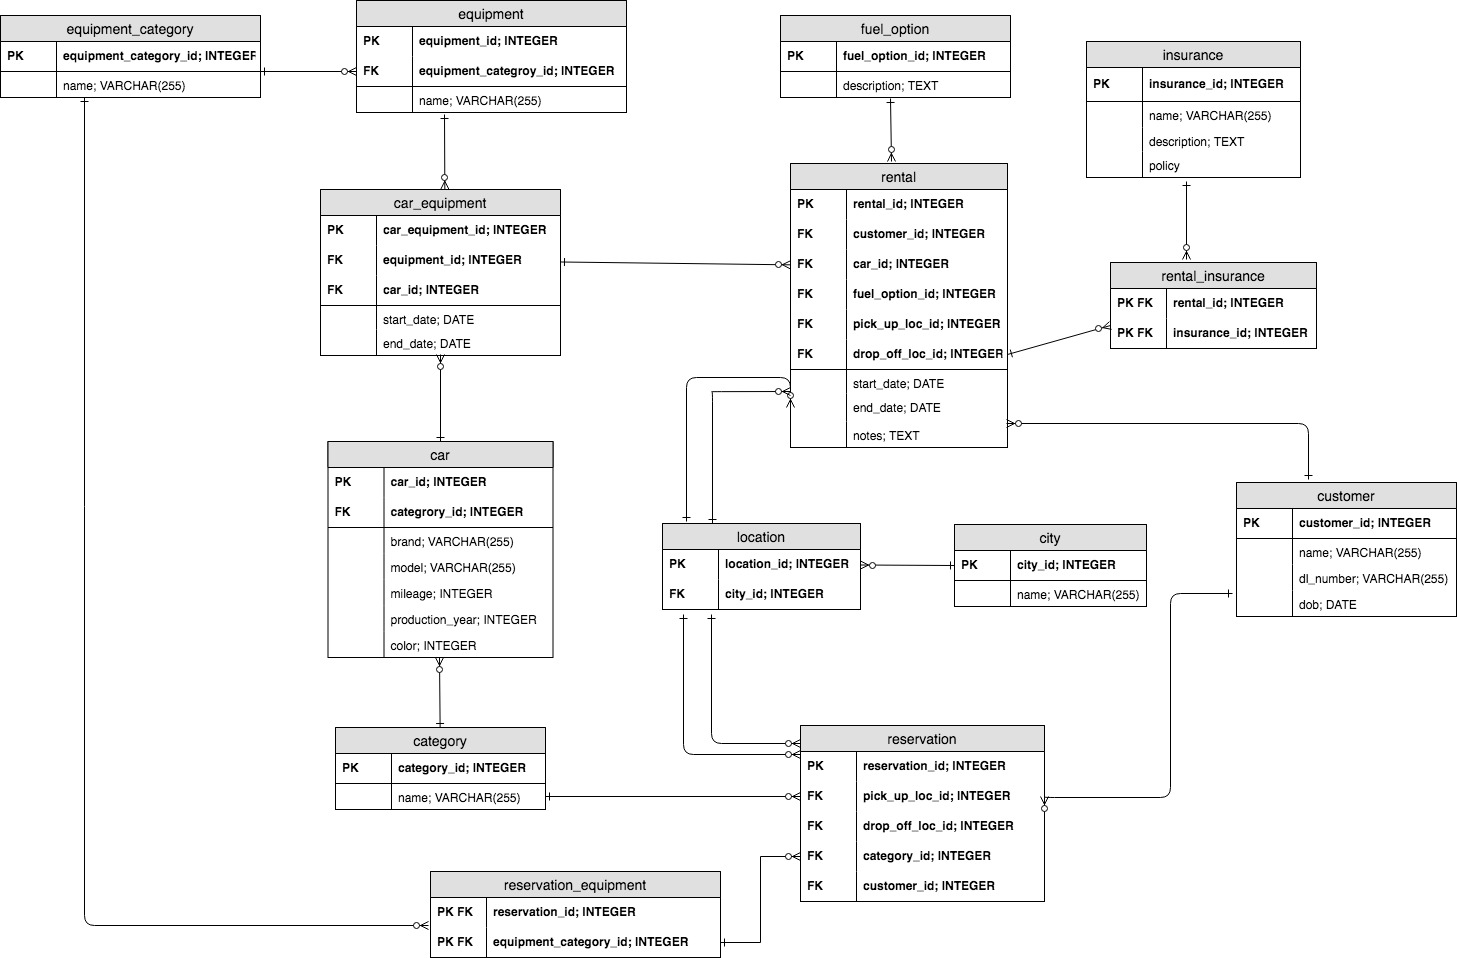 equipment_category
PK equipment_category_id; INTEGER
name; VARCHAR(255)
equipment
PK equipment_id; INTEGER
FK equipment_categroy_id; INTEGER
name; VARCHAR(255)
fuel_option
PK fuel_option_id; INTEGER
description; TEXT
insurance
PK insurance_id; INTEGER
name; VARCHAR(255)
description; TEXT
policy
car_equipment
PK car_equipment_id; INTEGER
FK equipment_id; INTEGER
FK car_id; INTEGER
start_date; DATE
end_date; DATE
rental
PK rental_id; INTEGER
FK customer_id; INTEGER
FK car_id; INTEGER
FK fuel_option_id; INTEGER
FK pick_up_loc_id; INTEGER
FK drop_off_loc_id; INTEGER
start_date; DATE
end_date; DATE
notes; TEXT
rental_insurance
PK FK rental_id; INTEGER
PK FK insurance_id; INTEGER
car
PK car_id; INTEGER
FK categrory_id; INTEGER
brand; VARCHAR(255)
model; VARCHAR(255)
mileage; INTEGER
production_year; INTEGER
color; INTEGER
location
PK location_id; INTEGER
FK city_id; INTEGER
city
PK city_id; INTEGER
name; VARCHAR(255)
customer
PK customer_id; INTEGER
name; VARCHAR(255)
dl_number; VARCHAR(255)
dob; DATE
category
PK category_id; INTEGER
name; VARCHAR(255)
reservation
PK reservation_id; INTEGER
FK pick_up_loc_id; INTEGER
FK drop_off_loc_id; INTEGER
FK category_id; INTEGER
FK customer_id; INTEGER
reservation_equipment
PK FK reservation_id; INTEGER
PK FK equipment_category_id; INTEGER